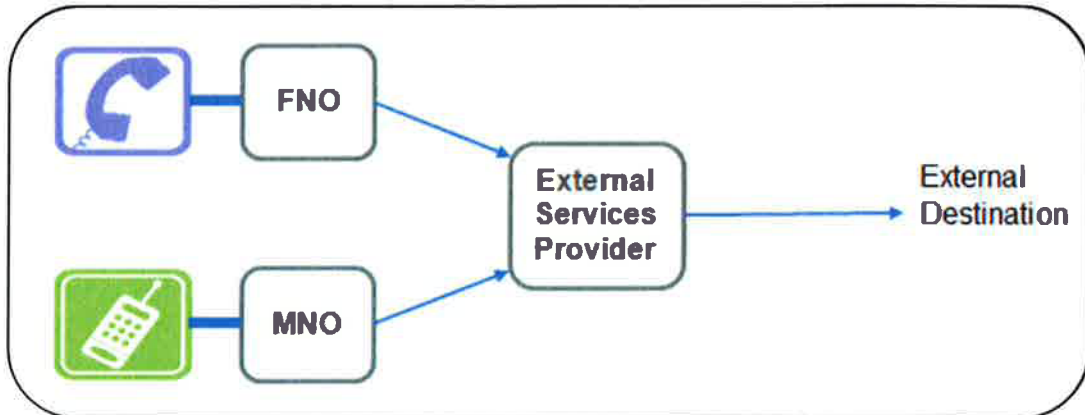 FNO
External
Services
Provider
External
Destination
MNO